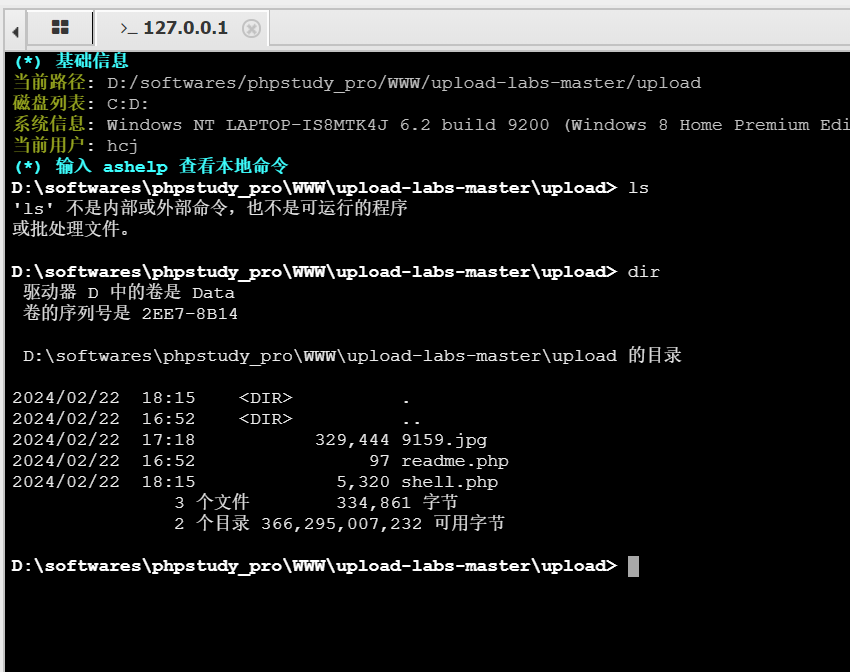 >_ 127.0.0.1
(*) 基础信息
当前路径: D:/softwares/phpstudy_pro/WWW/upload-labs-master/upload
磁盘列表: C:D:
系统信息: Windows NT LAPTOP-IS8MTK4J 6.2 build 9200 (Windows 8 Home Premium Edi
当前用户: hcj
(*) 输入 ashelp 查看本地命令
D:\softwares\phpstudy_pro\WWW\upload-labs-master\upload> ls
'ls' 不是内部或外部命令，也不是可运行的程序
或批处理文件。
D:\softwares\phpstudy_pro\WWW\upload-labs-master\upload> dir
驱动器 D 中的卷是 Data
卷的序列号是 2EE7-8B14
D:\softwares\phpstudy_pro\WWW\upload-labs-master\upload 的目录
2024/02/22  18:15    <DIR>          .
2024/02/22  16:52    <DIR>          ..
2024/02/22  17:18           329,444 9159.jpg
2024/02/22  16:52                97 readme.php
2024/02/22  18:15             5,320 shell.php
3 个文件        334,861 字节
2 个目录 366,295,007,232 可用字节
D:\softwares\phpstudy_pro\WWW\upload-labs-master\upload>